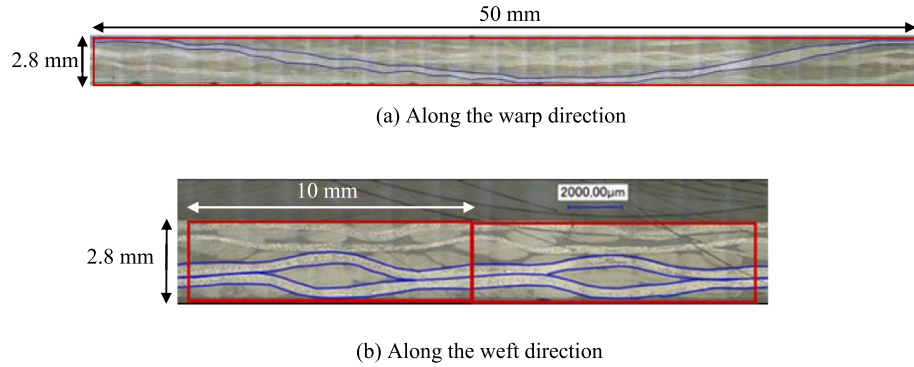 50 mm
2.8 mm
(a) Along the warp direction
10 mm
2000.00μm
2.8 mm
(b) Along the weft direction